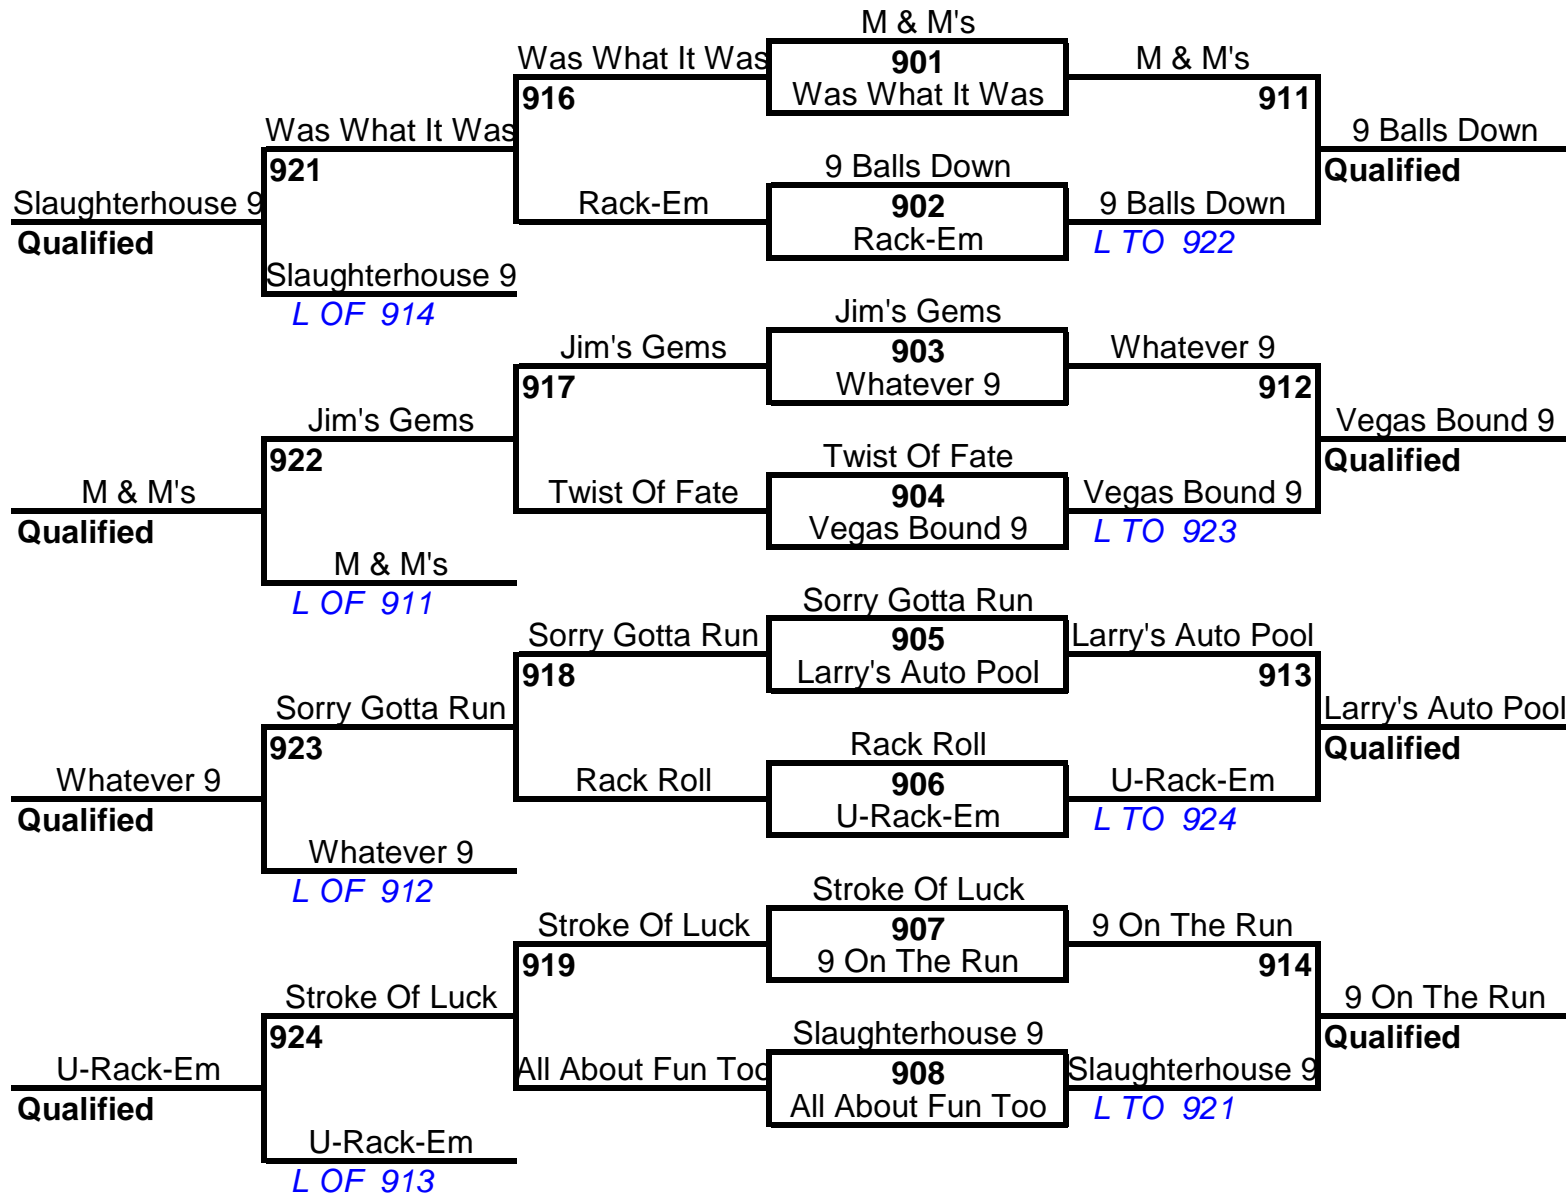 M & M's
Was What It Was 901 M & M's
916 Was What It Was 911
Was What It Was 9 Balls Down
921 9 Balls Down Qualified
Slaughterhouse 9 Rack-Em 902 9 Balls Down
Qualified Rack-Em L TO 922
Slaughterhouse 9
L OF 914 Jim's Gems
Jim's Gems 903 Whatever 9
917 Whatever 9 912
Jim's Gems Vegas Bound 9
922 Twist Of Fate Qualified
M & M's Twist Of Fate 904 Vegas Bound 9
Qualified Vegas Bound 9 L TO 923
M & M's
L OF 911 Sorry Gotta Run
Sorry Gotta Run 905 Larry's Auto Pool
918 Larry's Auto Pool 913
Sorry Gotta Run Larry's Auto Pool
923 Rack Roll Qualified
Whatever 9 Rack Roll 906 U-Rack-Em
Qualified U-Rack-Em L TO 924
Whatever 9
L OF 912 Stroke Of Luck
Stroke Of Luck 907 9 On The Run
919 9 On The Run 914
Stroke Of Luck 9 On The Run
924 Slaughterhouse 9 Qualified
U-Rack-Em All About Fun Too 908 Slaughterhouse 9
Qualified All About Fun Too L TO 921
U-Rack-Em
L OF 913